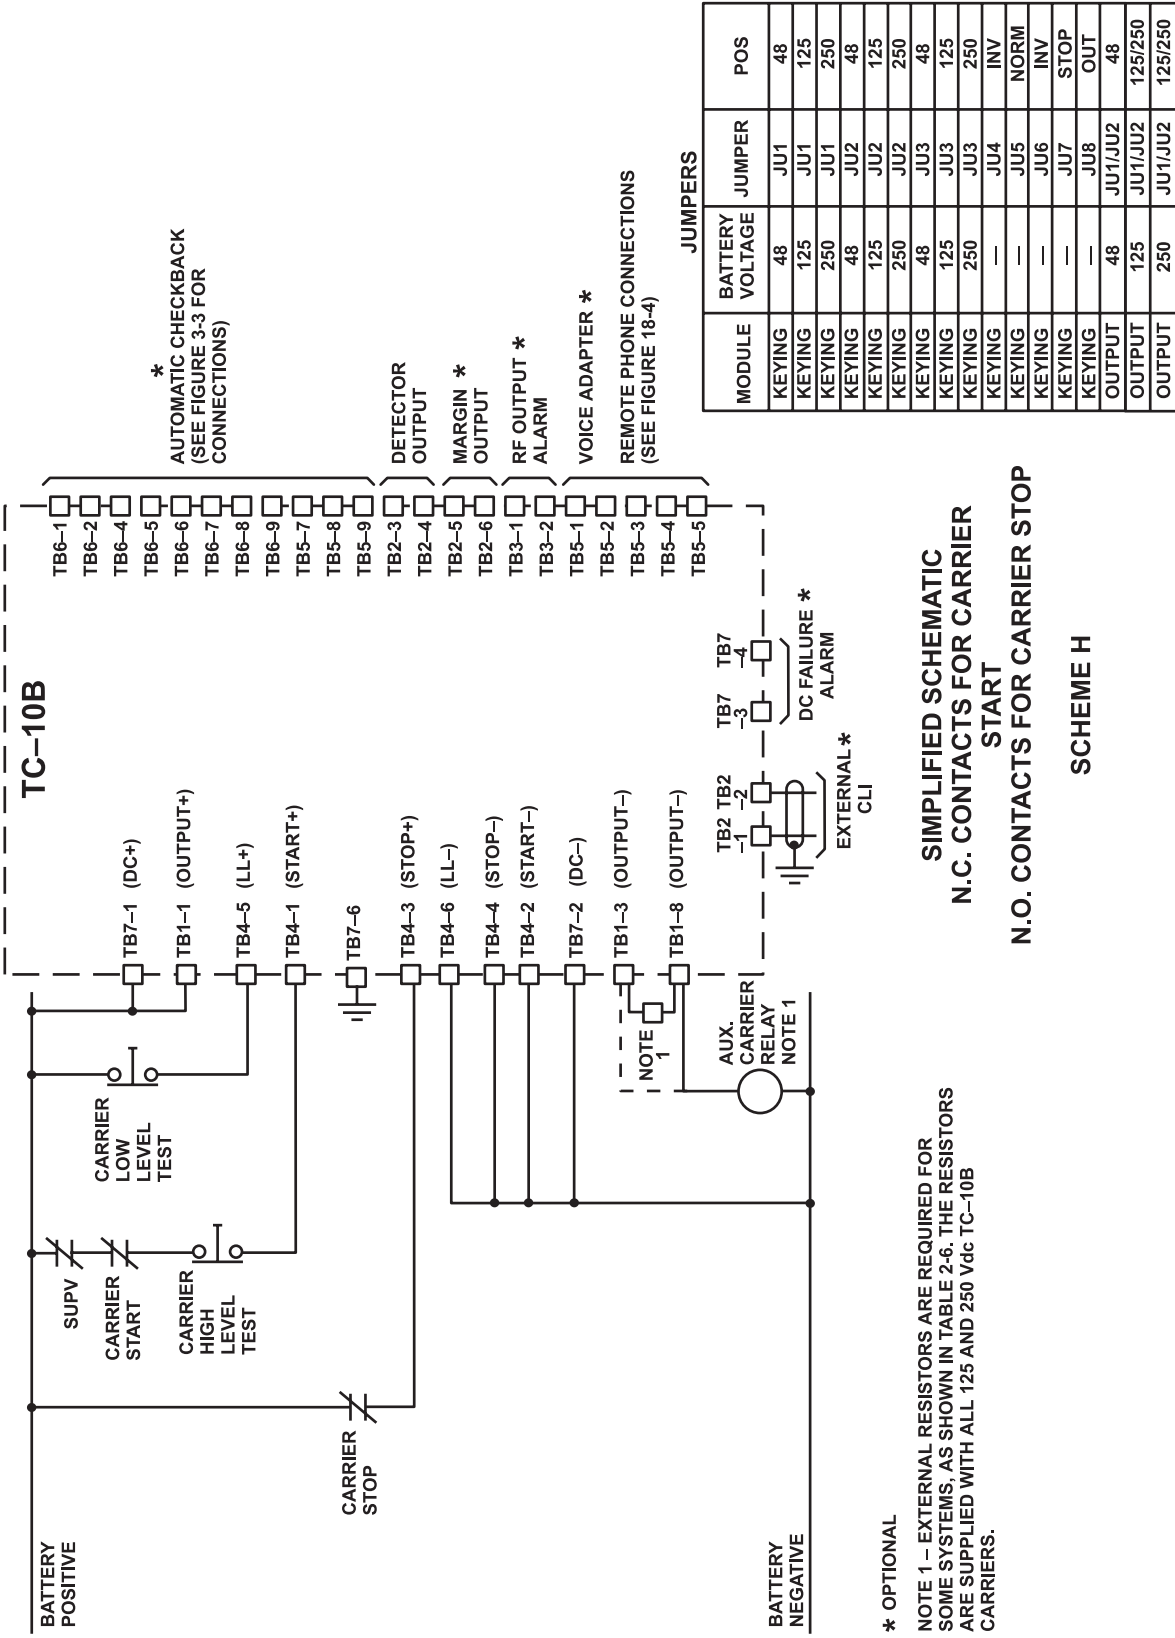 BATTERY
POSITIVE
SUPV
CARRIER
START
CARRIER
HIGH
LEVEL
TEST
CARRIER
LOW
LEVEL
TEST
CARRIER
STOP
BATTERY
NEGATIVE
AUX.
CARRIER
RELAY
NOTE 1
NOTE
1
TC–10B
TB7–1 (DC+)
TB1–1 (OUTPUT+)
TB4–5 (LL+)
TB4–1 (START+)
TB7–6
TB4–3 (STOP+)
TB4–6 (LL–)
TB4–4 (STOP–)
TB4–2 (START–)
TB7–2 (DC–)
TB1–3 (OUTPUT–)
TB1–8 (OUTPUT–)
TB2
–1
TB2
–2
TB7
–3
TB7
–4
EXTERNAL *
CLI
DC FAILURE *
ALARM
TB6–1
TB6–2
TB6–4
TB6–5
TB6–6
TB6–7
TB6–8
TB6–9
TB5–7
TB5–8
TB5–9
TB2–3
TB2–4
TB2–5
TB2–6
TB3–1
TB3–2
TB5–1
TB5–2
TB5–3
TB5–4
TB5–5
*
AUTOMATIC CHECKBACK
(SEE FIGURE 3-3 FOR
CONNECTIONS)
DETECTOR
OUTPUT
MARGIN *
OUTPUT
RF OUTPUT *
ALARM
VOICE ADAPTER *
REMOTE PHONE CONNECTIONS
(SEE FIGURE 18-4)
* OPTIONAL
NOTE 1 – EXTERNAL RESISTORS ARE REQUIRED FOR
SOME SYSTEMS, AS SHOWN IN TABLE 2-6. THE RESISTORS
ARE SUPPLIED WITH ALL 125 AND 250 Vdc TC–10B
CARRIERS.
SIMPLIFIED SCHEMATIC
N.C. CONTACTS FOR CARRIER
START
N.O. CONTACTS FOR CARRIER STOP
SCHEME H
JUMPERS
MODULE BATTERY VOLTAGE JUMPER POS
KEYING 48 JU1 48
KEYING 125 JU1 125
KEYING 250 JU1 250
KEYING 48 JU2 48
KEYING 125 JU2 125
KEYING 250 JU2 250
KEYING 48 JU3 48
KEYING 125 JU3 125
KEYING 250 JU3 250
KEYING — JU4 INV
KEYING — JU5 NORM
KEYING — JU6 INV
KEYING — JU7 STOP
KEYING — JU8 OUT
OUTPUT 48 JU1/JU2 48
OUTPUT 125 JU1/JU2 125/250
OUTPUT 250 JU1/JU2 125/250